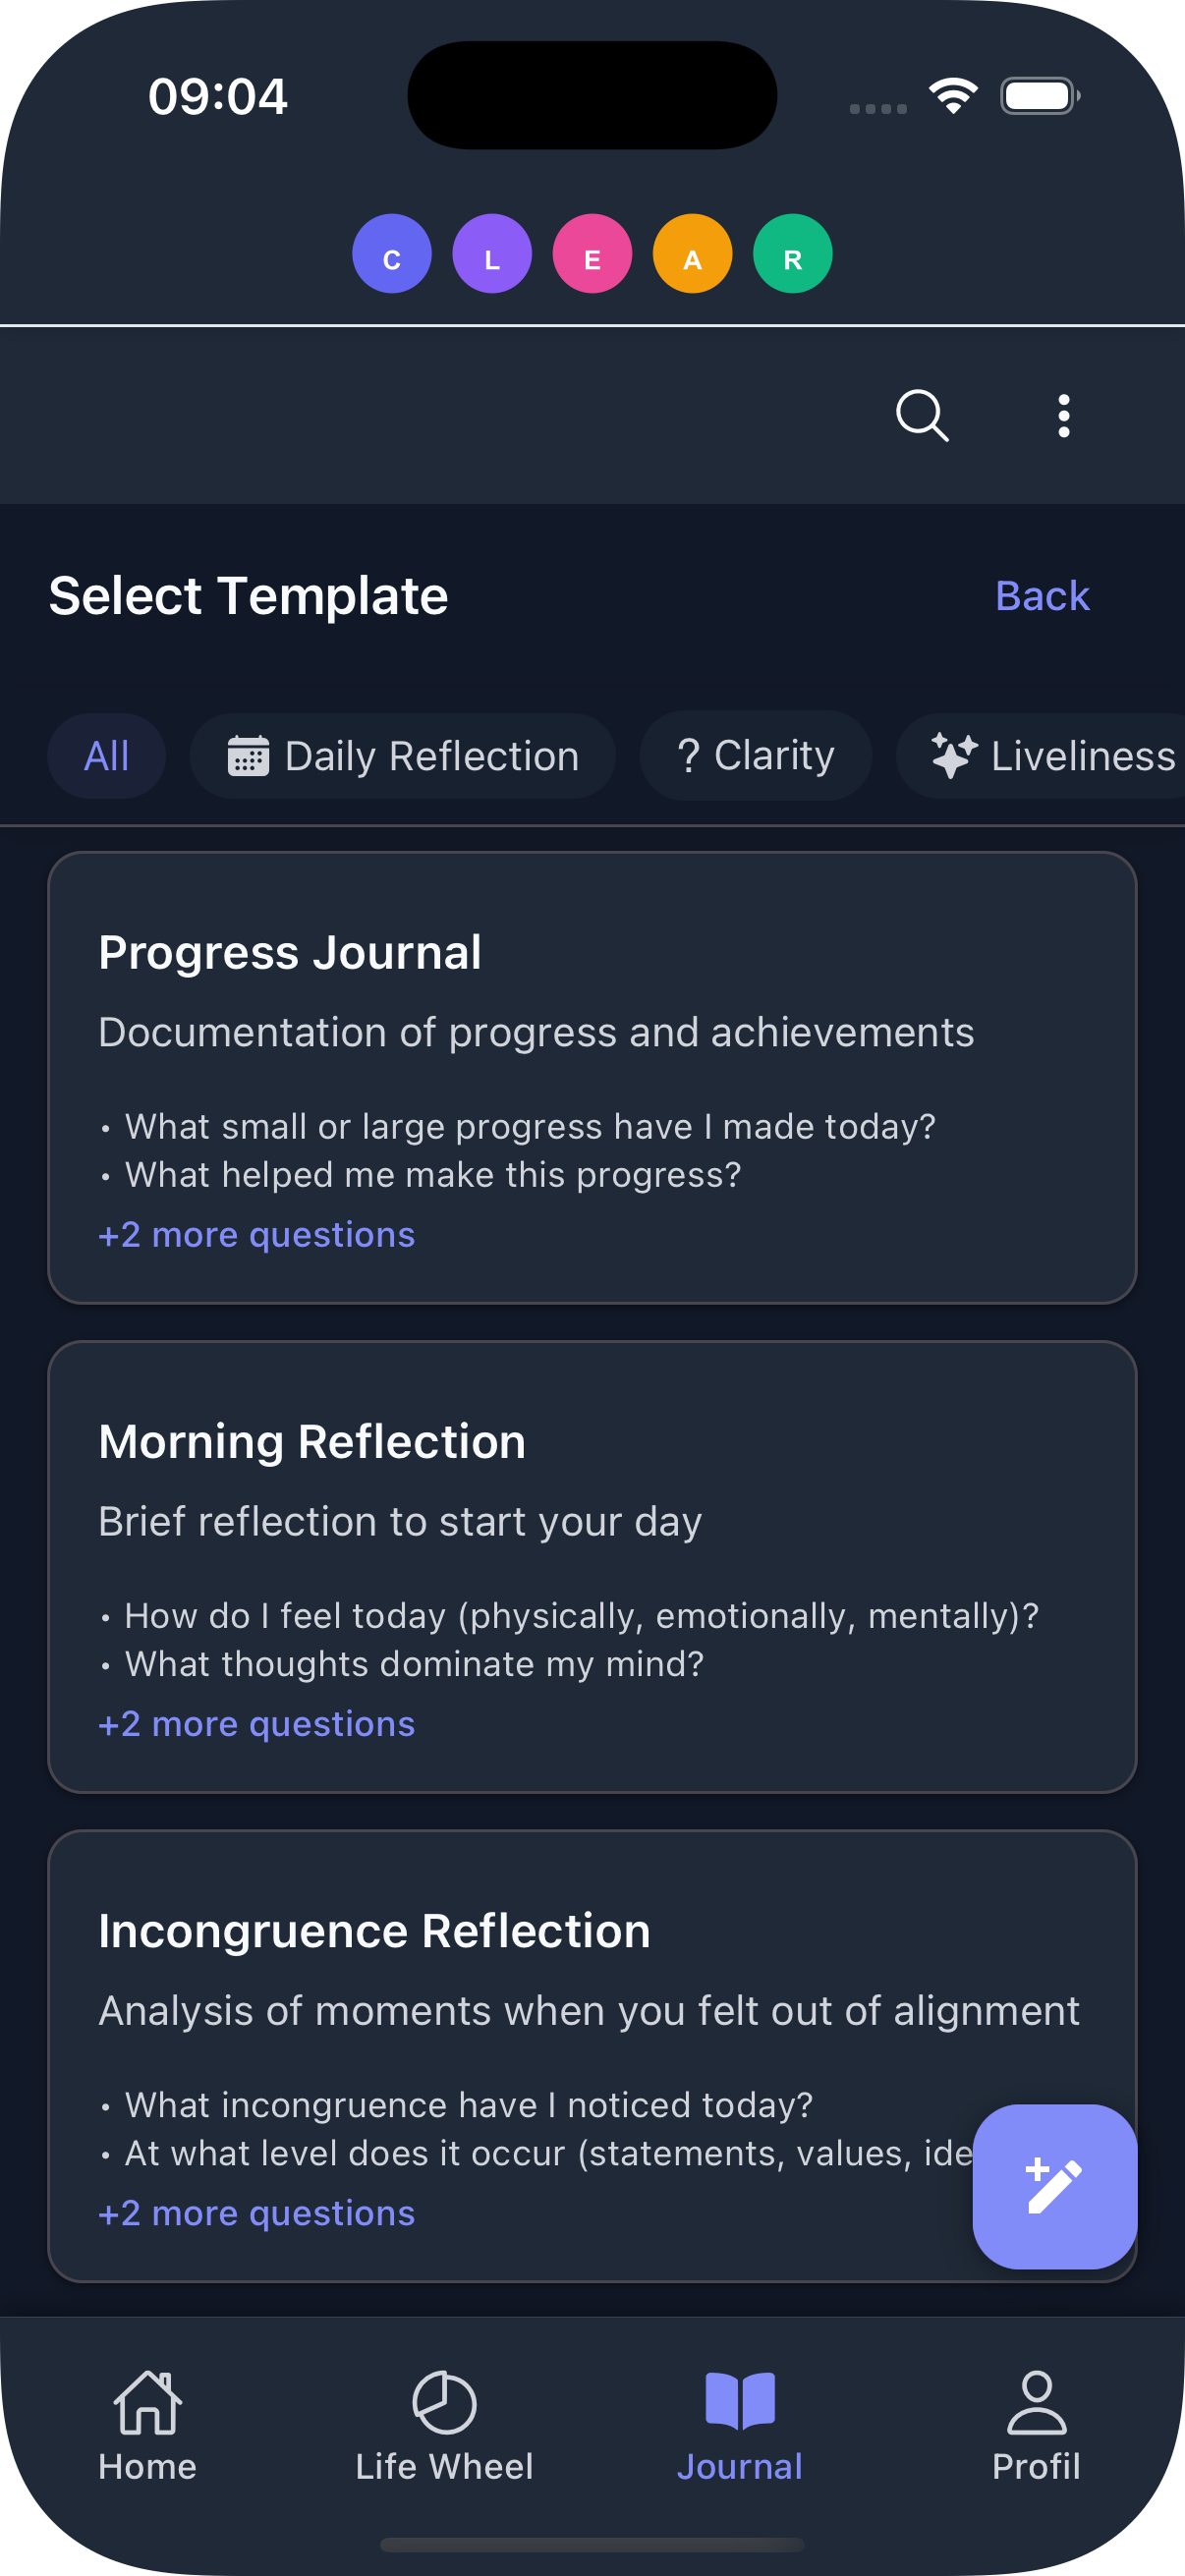 09:04
C L E A R
Select Template Back
All Daily Reflection ? Clarity Liveliness
Progress Journal
Documentation of progress and achievements
• What small or large progress have I made today?
• What helped me make this progress?
+2 more questions
Morning Reflection
Brief reflection to start your day
• How do I feel today (physically, emotionally, mentally)?
• What thoughts dominate my mind?
+2 more questions
Incongruence Reflection
Analysis of moments when you felt out of alignment
• What incongruence have I noticed today?
• At what level does it occur (statements, values, ide
+2 more questions
Home Life Wheel Journal Profil